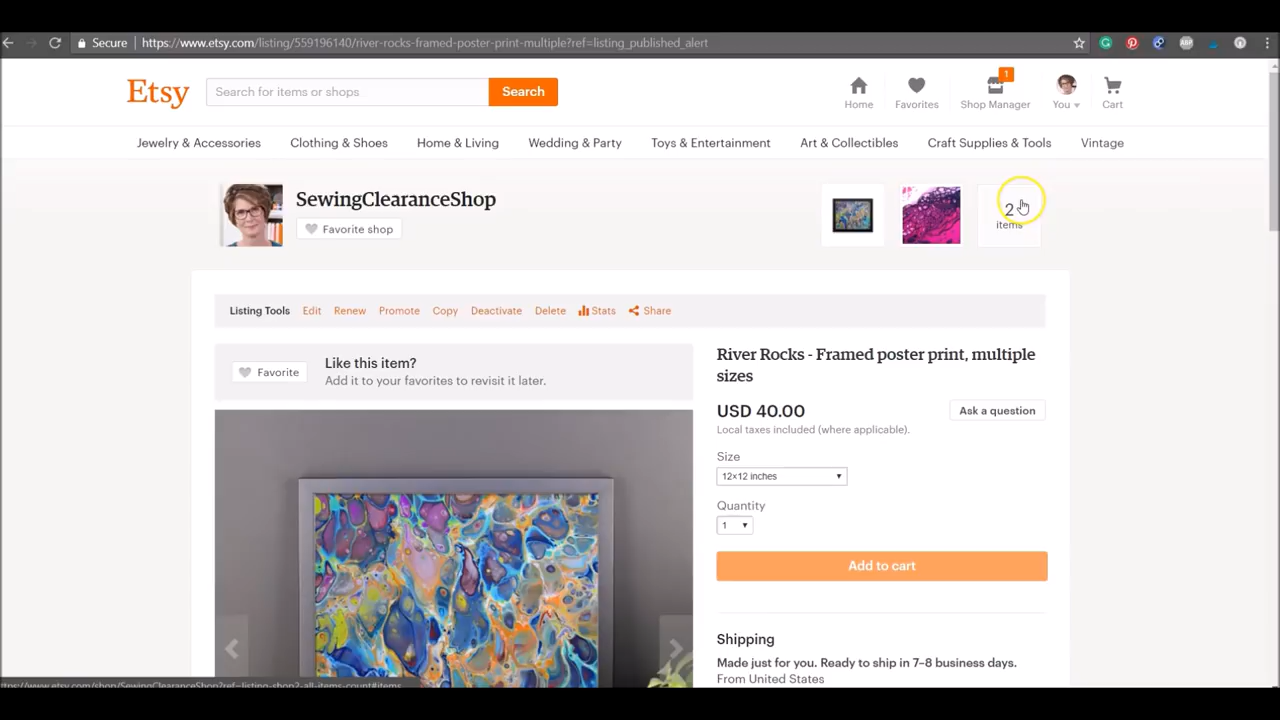 Secure https://www.etsy.com/listing/559196140/river-rocks-framed-poster-print-multiple?ref=listing_published_alert
ABP
1
Etsy Search for items or shops Search Home Favorites Shop Manager You Cart
Jewelry & Accessories Clothing & Shoes Home & Living Wedding & Party Toys & Entertainment Art & Collectibles Craft Supplies & Tools Vintage
SewingClearanceShop
Favorite shop
2
items
Listing Tools Edit Renew Promote Copy Deactivate Delete Stats Share
Favorite
Like this item?
Add it to your favorites to revisit it later.
River Rocks - Framed poster print, multiple
sizes
USD 40.00 Ask a question
Local taxes included (where applicable).
Size
12×12 inches
Quantity
1
Add to cart
Shipping
Made just for you. Ready to ship in 7–8 business days.
From United States